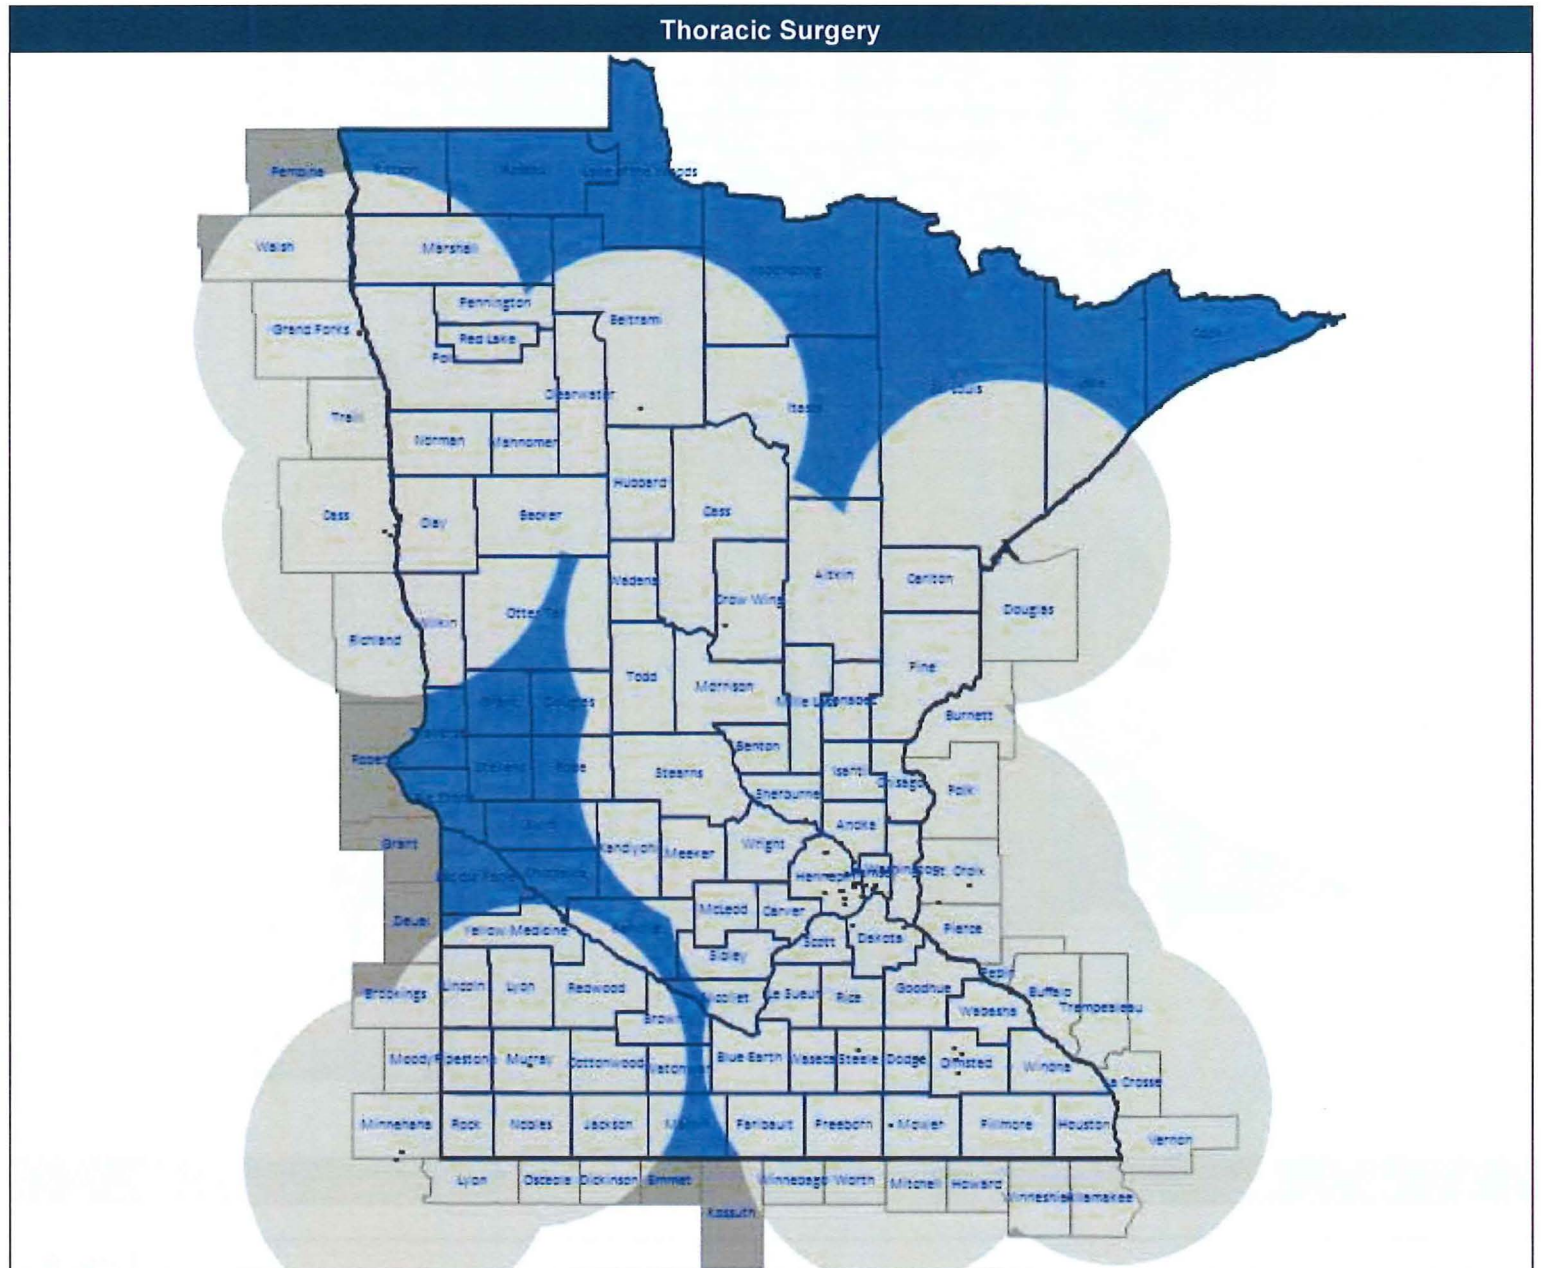 Thoracic Surgery
Pembina
Walsh
Marshall
Pennington
Beltrami
Grand Forks
Red Lake
Clearwater
Traill
Norman
Mahnomen
Hubbard
Cass
Clay
Becker
Cass
Wadena
Aitkin
Carlton
Crow Wing
Douglas
Richland
Otter Tail
Todd
Morrison
Pine
Burnett
Benton
Pope
Stearns
Isanti
Chisago
Polk
Sherburne
Anoka
Grant
Kandiyohi
Meeker
Wright
Hennepin
St. Croix
Deuel
McLeod
Carver
Yellow Medicine
Scott
Dakota
Pierce
Sibley
Brookings
Lincoln
Lyon
Redwood
Nicollet
Le Sueur
Rice
Goodhue
Buffalo
Wabasha
Trempealeau
Brown
Moody
Pipestone
Murray
Cottonwood
Blue Earth
Waseca
Steele
Dodge
Olmsted
Winona
La Crosse
Minnehaha
Rock
Nobles
Jackson
Faribault
Freeborn
Mower
Fillmore
Houston
Vernon
Lyon
Osceola
Dickinson
Emmet
Winnebago
Worth
Mitchell
Howard
Winneshiek
Allamakee
Kossuth